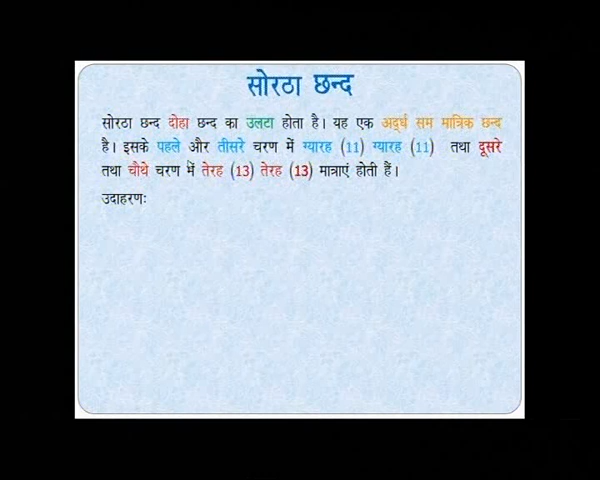 सोरठा छन्द
सोरठा छन्द दोहा छन्द का उलटा होता है। यह एक अर्द्ध सम मात्रिक छन्द
है। इसके पहले और तीसरे चरण में ग्यारह (11) ग्यारह (11) तथा दूसरे
तथा चौथे चरण में तेरह (13) तेरह (13) मात्राएं होती हैं।
उदाहरणः